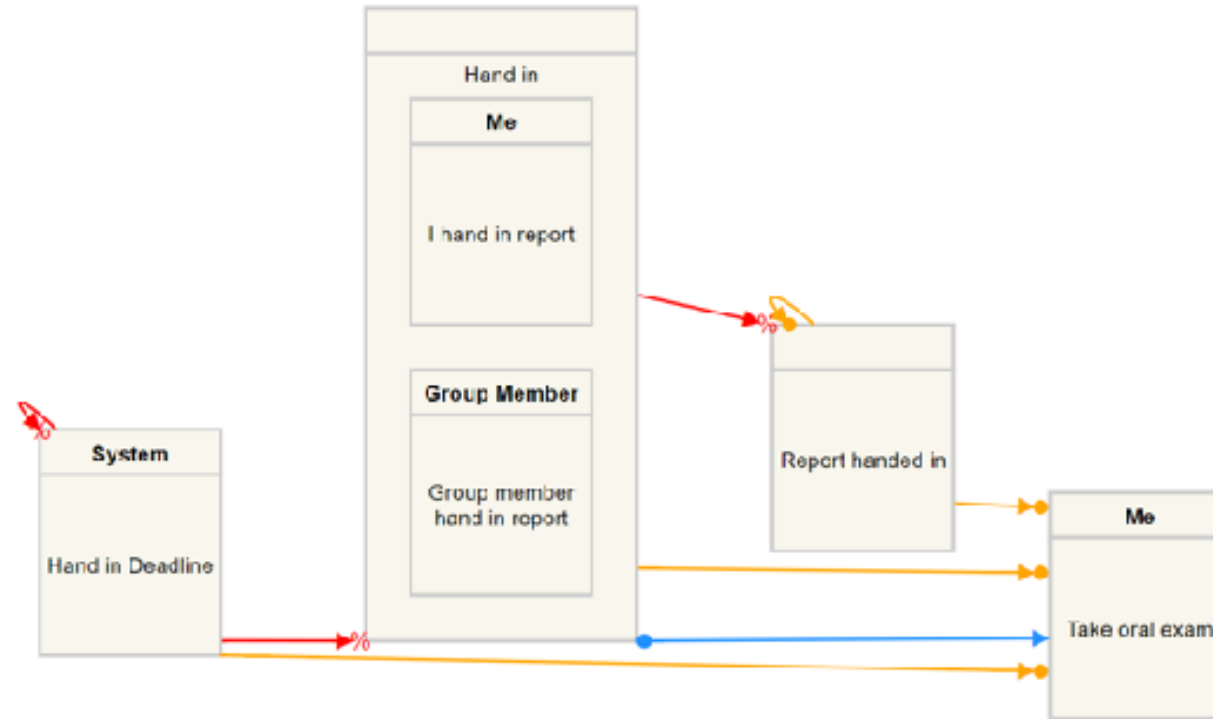 Hand in
Me
I hand in report
Group Member
Group member
hand in report
%
Report handed in
%
System
Hand in Deadline
%
Me
Take oral exam